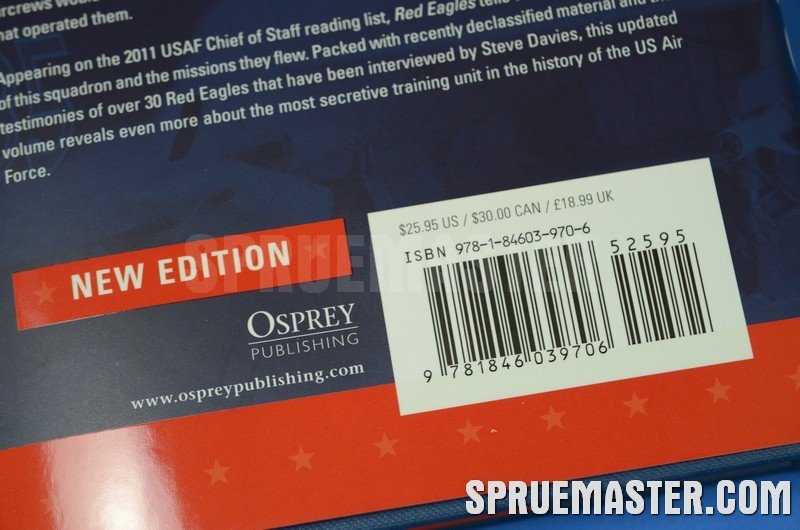 hat operated them.
Appearing on the 2011 USAF Chief of Staff reading list, Red Eagles
of this squadron and the missions they flew. Packed with recently declassified material and
testimonies of over 30 Red Eagles that have been interviewed by Steve Davies, this updated
volume reveals even more about the most secretive training unit in the history of the US Air
Force.
$25.95 US / $30.00 CAN / £18.99 UK
ISBN 978-1-84603-970-6
52595
9 781846 039706
NEW EDITION
SPRUEMASTER
OSPREY
PUBLISHING
www.ospreypublishing.com
SPRUEMASTER.COM